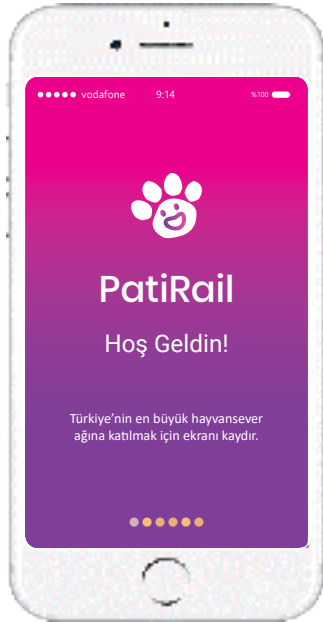 vodafone 9:14 %100
PatiRail
Hoş Geldin!
Türkiye'nin en büyük hayvansever
ağına katılmak için ekranı kaydır.